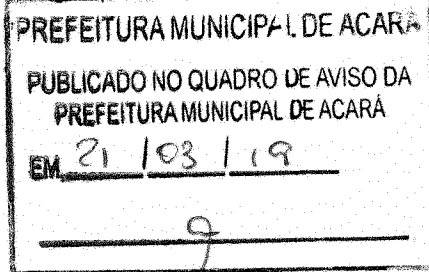 PREFEITURA MUNICIPAL DE ACARÁ
PUBLICADO NO QUADRO DE AVISO DA
PREFEITURA MUNICIPAL DE ACARÁ
EM 21 / 03 / 19